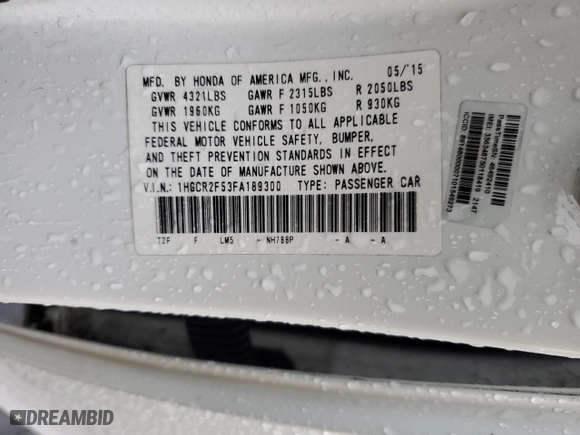 MFD. BY HONDA OF AMERICA MFG., INC. 05/'15
GVWR 4321LBS GAWR F 2315LBS R 2050LBS
GVWR 1960KG GAWR F 1050KG R 930KG
THIS VEHICLE CONFORMS TO ALL APPLICABLE
FEDERAL MOTOR VEHICLE SAFETY, BUMPER,
AND THEFT PREVENTION STANDARDS IN EFFECT
ON THE DATE OF MANUFACTURE SHOWN ABOVE.
V.I.N.: 1HGCR2F53FA189300 TYPE: PASSENGER CAR
T2F F LM5 - NH788P - A - A
2147
DREAMBID